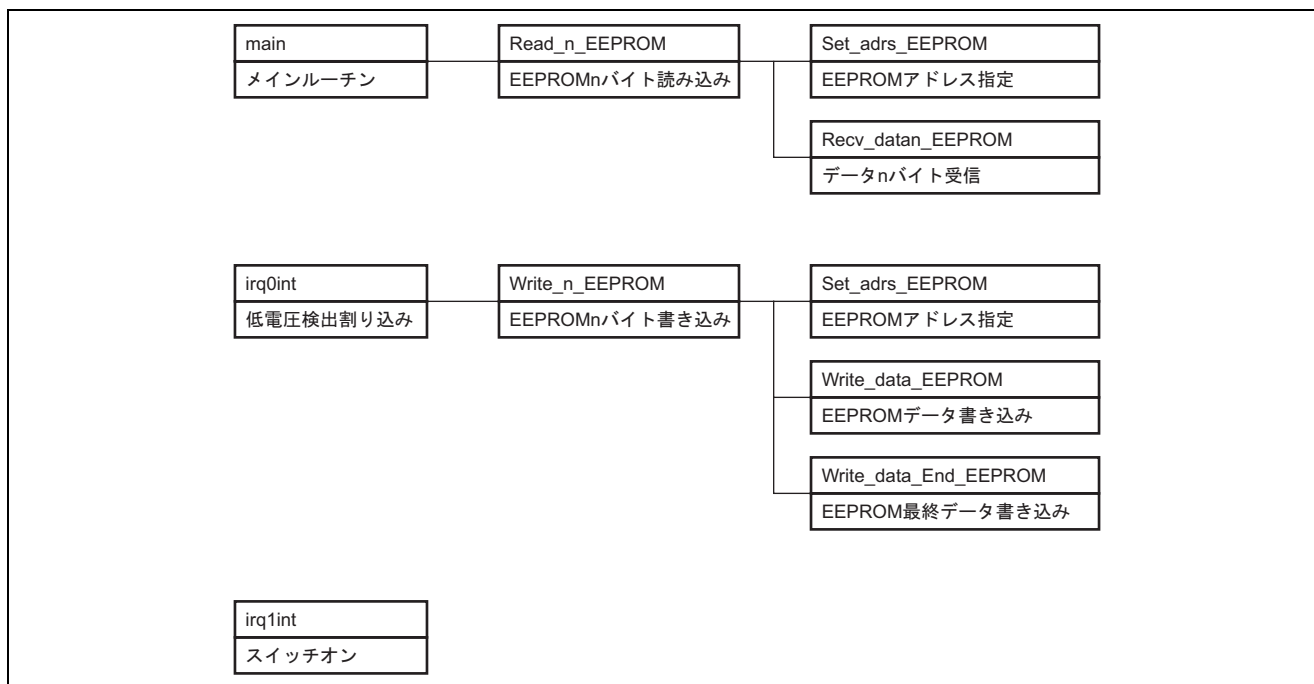 main
メインルーチン
Read_n_EEPROM
EEPROMnバイト読み込み
Set_adrs_EEPROM
EEPROMアドレス指定
Recv_datan_EEPROM
データnバイト受信
irq0int
低電圧検出割り込み
Write_n_EEPROM
EEPROMnバイト書き込み
Set_adrs_EEPROM
EEPROMアドレス指定
Write_data_EEPROM
EEPROMデータ書き込み
Write_data_End_EEPROM
EEPROM最終データ書き込み
irq1int
スイッチオン